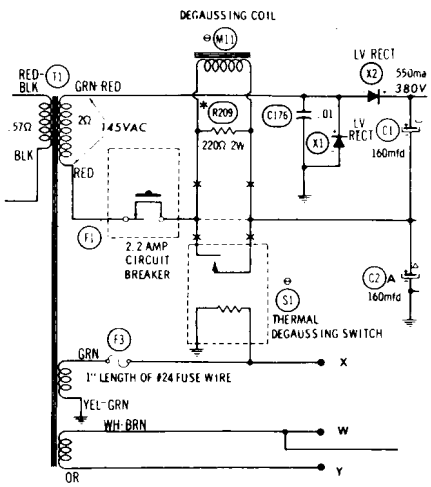 DEGAUSSING COIL
M11
RED-BLK
T1
GRN-RED
LV RECT
X2
550ma
380V
.57Ω
2Ω
145VAC
* R209
220Ω 2W
C176
.01
X1
LV RECT
C1
160mfd
BLK
RED
F1
2.2 AMP CIRCUIT BREAKER
S1
THERMAL DEGAUSSING SWITCH
C2 A
160mfd
GRN
F3
X
1" LENGTH OF #24 FUSE WIRE
YEL-GRN
WH-BRN
W
Y
OR